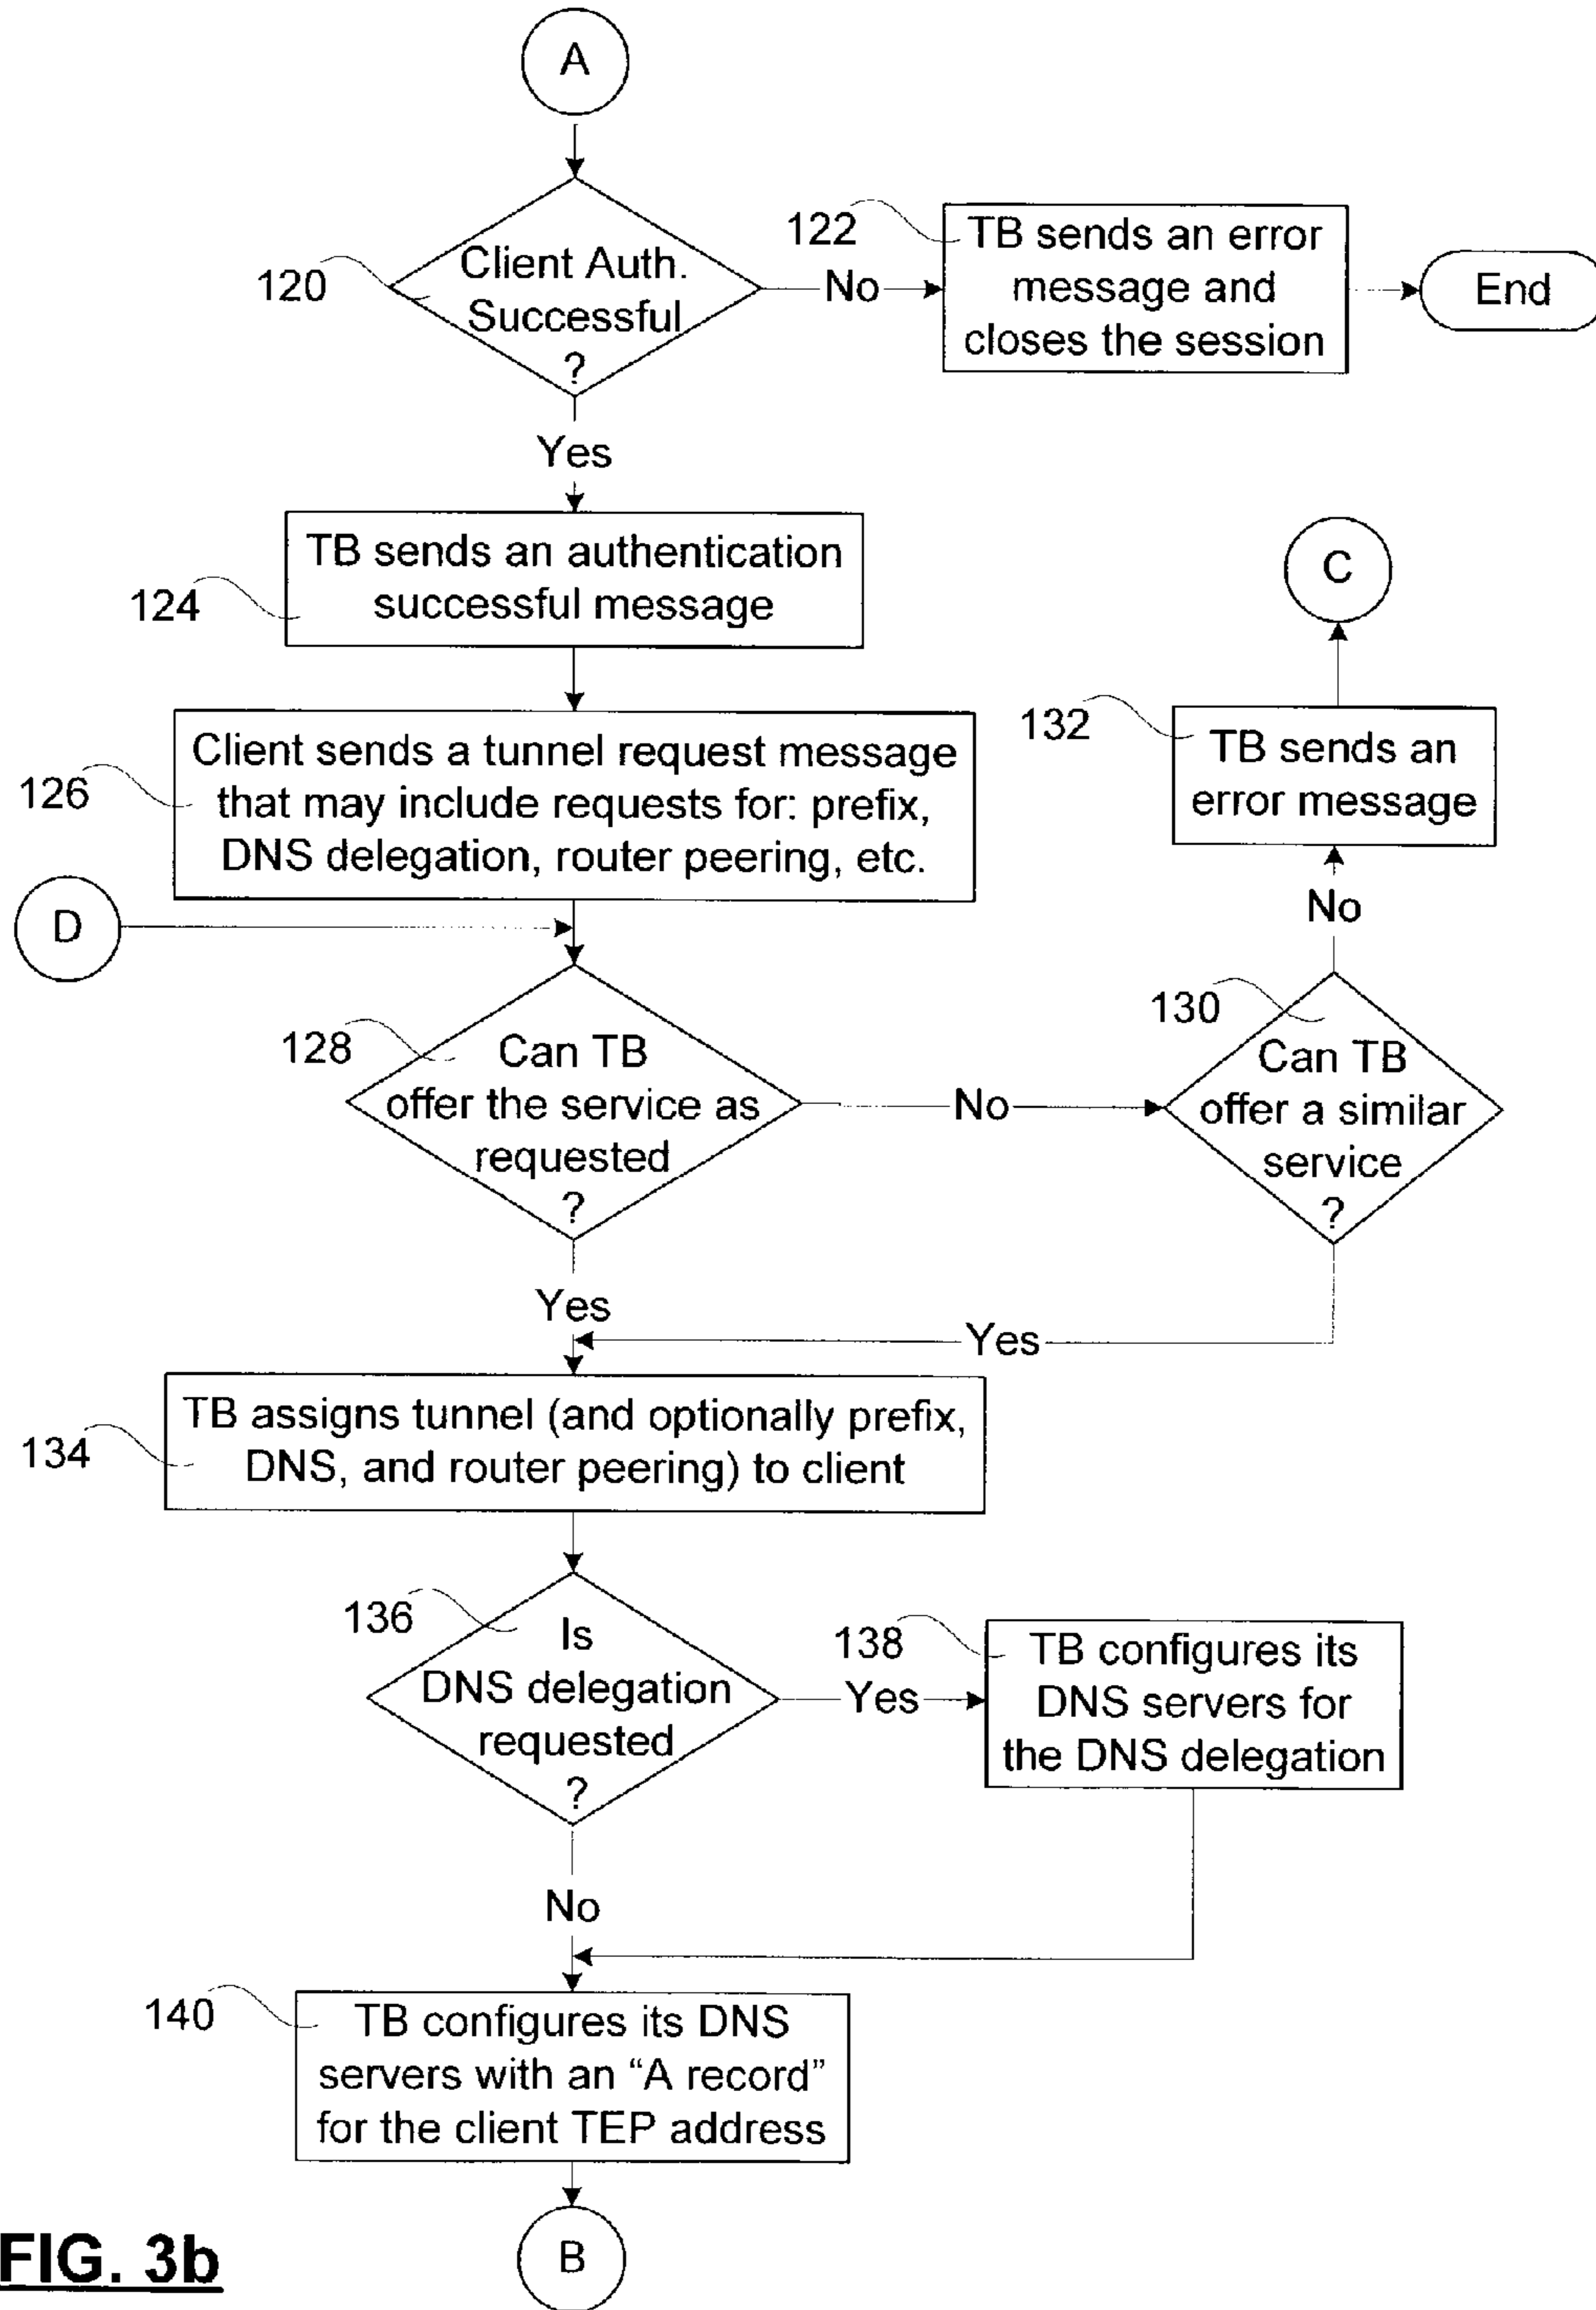 A
120
Client Auth.
Successful
?
No
122
TB sends an error
message and
closes the session
End
Yes
124
TB sends an authentication
successful message
C
126
Client sends a tunnel request message
that may include requests for: prefix,
DNS delegation, router peering, etc.
132
TB sends an
error message
No
D
128
Can TB
offer the service as
requested
?
No
130
Can TB
offer a similar
service
?
Yes
Yes
134
TB assigns tunnel (and optionally prefix,
DNS, and router peering) to client
136
Is
DNS delegation
requested
?
Yes
138
TB configures its
DNS servers for
the DNS delegation
No
140
TB configures its DNS
servers with an “A record”
for the client TEP address
B
FIG. 3b